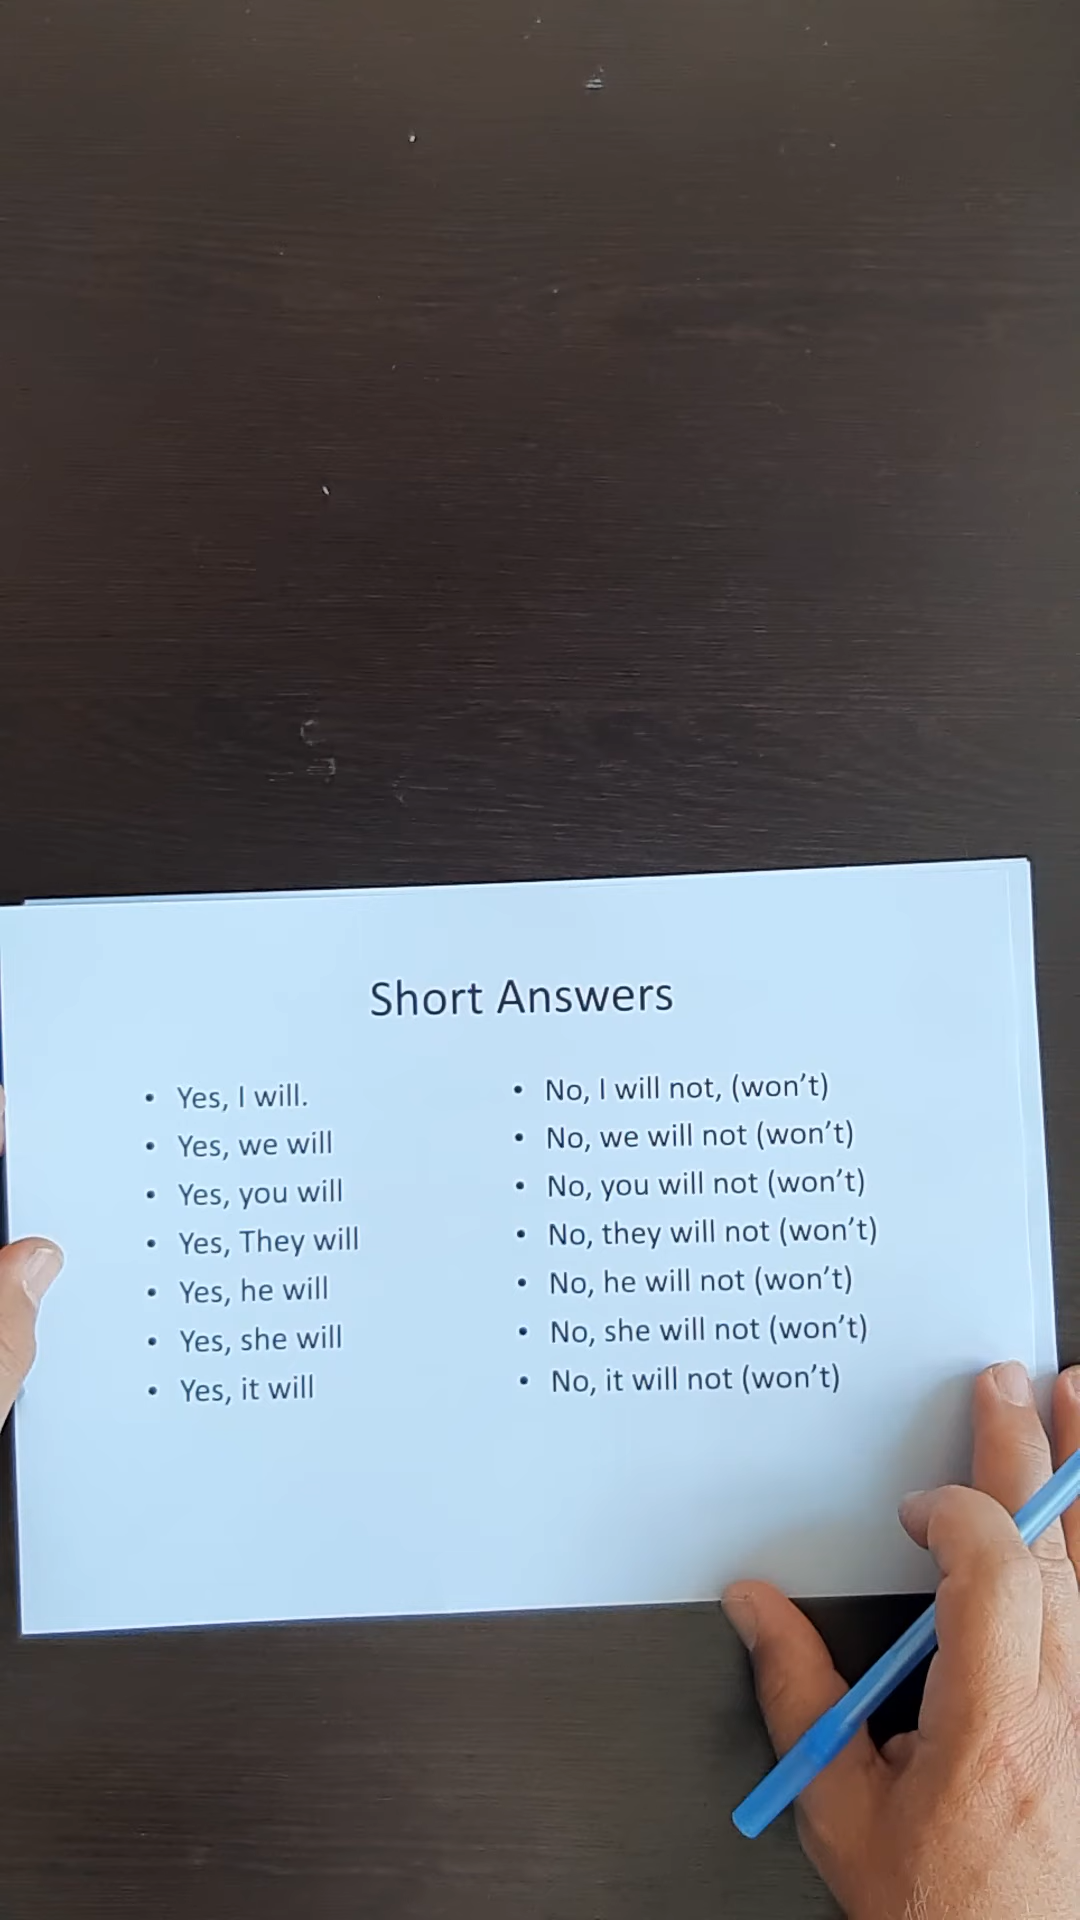 Short Answers
• Yes, I will.
• Yes, we will
• Yes, you will
• Yes, They will
• Yes, he will
• Yes, she will
• Yes, it will
• No, I will not, (won't)
• No, we will not (won't)
• No, you will not (won't)
• No, they will not (won't)
• No, he will not (won't)
• No, she will not (won't)
• No, it will not (won't)